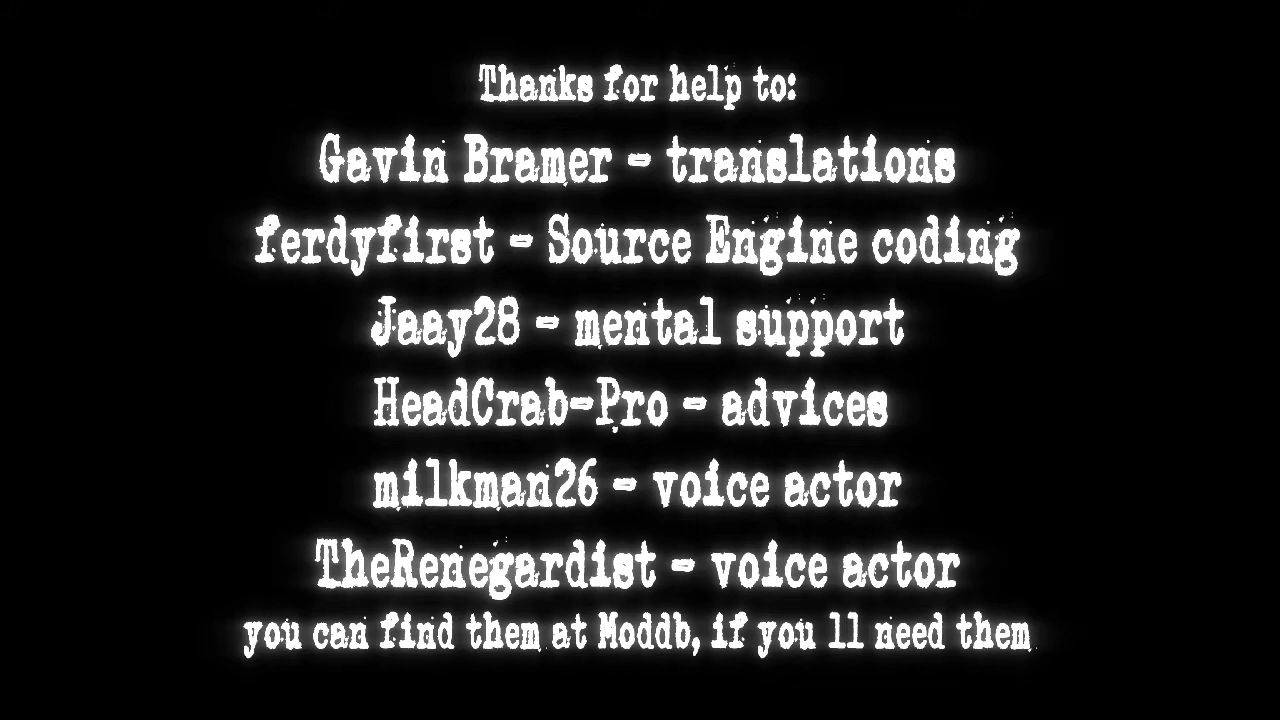 Thanks for help to:
Gavin Bramer - translations
ferdyfirst - Source Engine coding
Jaay28 - mental support
HeadCrab-Pro - advices
milkman26 - voice actor
TheRenegardist - voice actor
you can find them at Moddb, if you ll need them